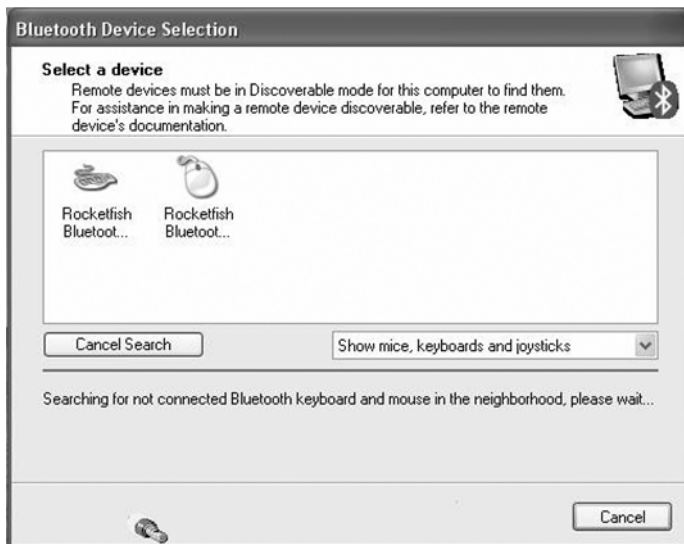 Bluetooth Device Selection
Select a device
Remote devices must be in Discoverable mode for this computer to find them.
For assistance in making a remote device discoverable, refer to the remote
device's documentation.
Rocketfish
Bluetoot...
Rocketfish
Bluetoot...
Cancel Search
Show mice, keyboards and joysticks
Searching for not connected Bluetooth keyboard and mouse in the neighborhood, please wait...
Cancel